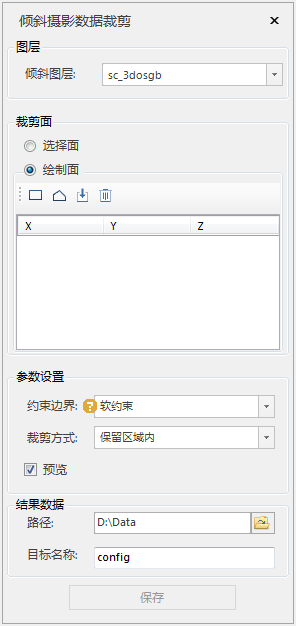 倾斜摄影数据裁剪
图层
倾斜图层: sc_3dosgb
裁剪面
选择面
绘制面
X Y Z
参数设置
约束边界: ? 软约束
裁剪方式: 保留区域内
预览
结果数据
路径: D:\Data
目标名称: config
保存